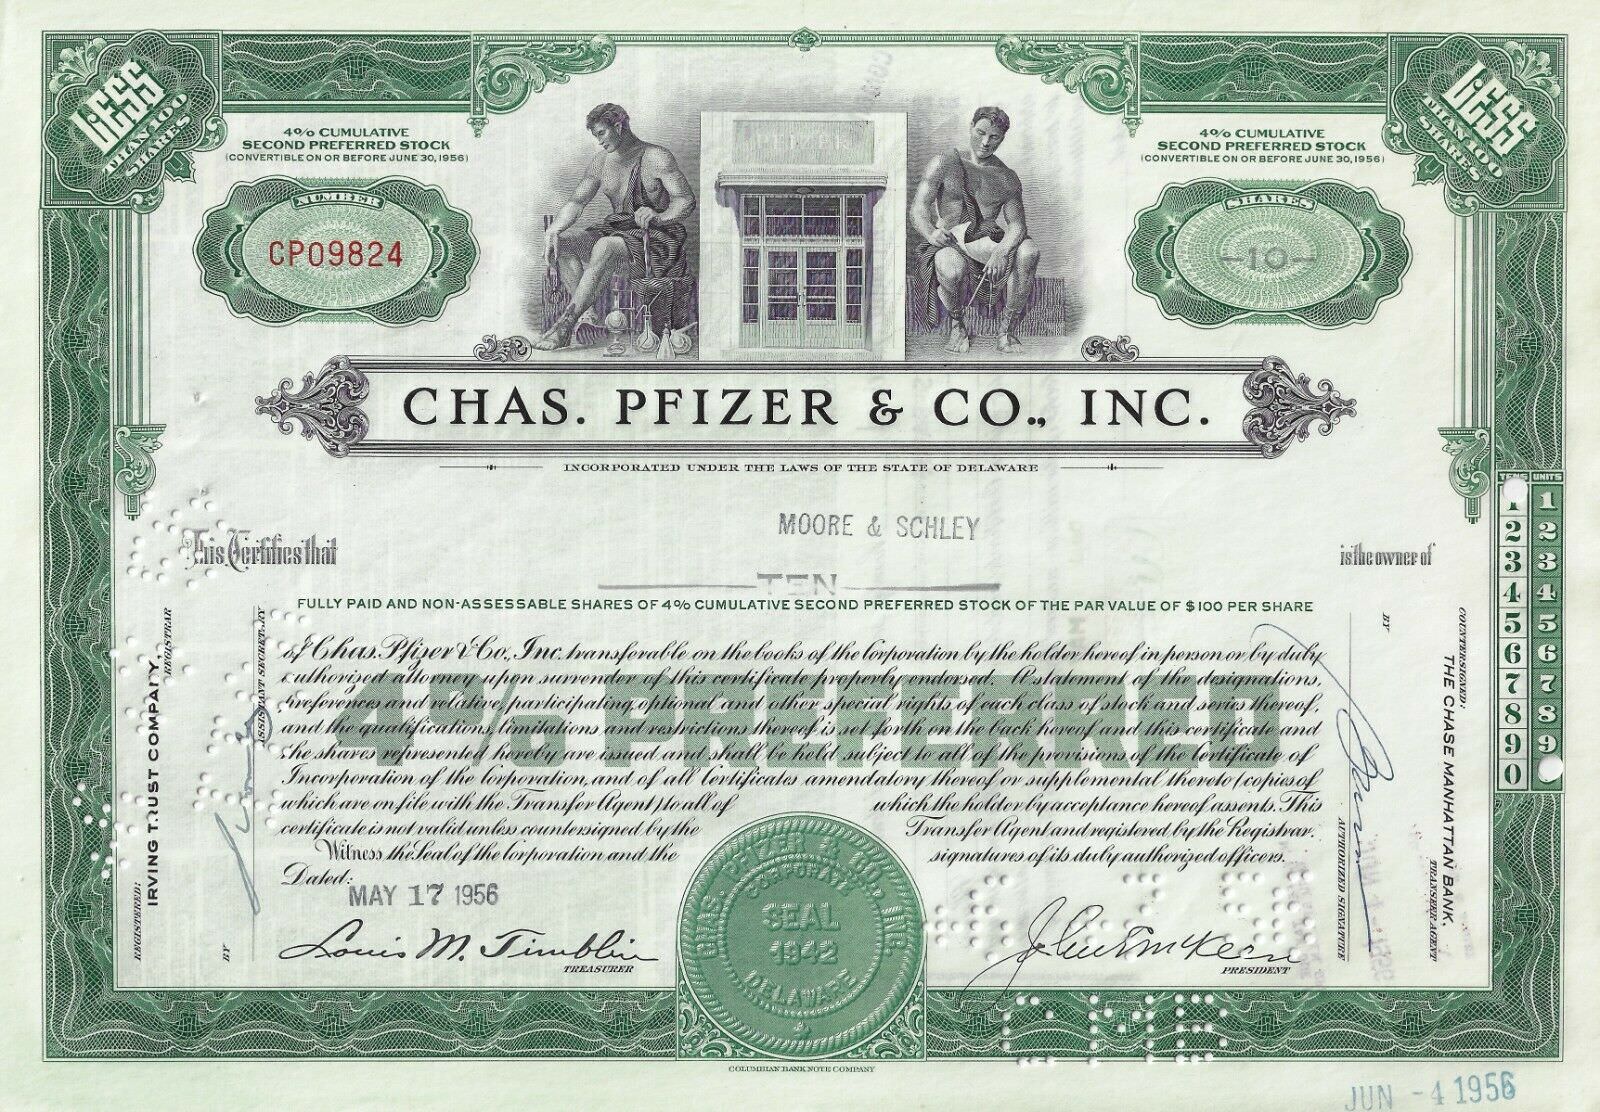 LESS
THAN 100
SHARES
LESS
THAN 100
SHARES
4% CUMULATIVE
SECOND PREFERRED STOCK
(CONVERTIBLE ON OR BEFORE JUNE 30, 1956)
4% CUMULATIVE
SECOND PREFERRED STOCK
(CONVERTIBLE ON OR BEFORE JUNE 30, 1956)
PFIZER
NUMBER
CP09824
SHARES
-10-
CHAS. PFIZER & CO., INC.
INCORPORATED UNDER THE LAWS OF THE STATE OF DELAWARE
MOORE & SCHLEY
This Certifies that
is the owner of
TEN
FULLY PAID AND NON-ASSESSABLE SHARES OF 4% CUMULATIVE SECOND PREFERRED STOCK OF THE PAR VALUE OF $100 PER SHARE
of Chas. Pfizer & Co., Inc. transferable on the books of the Corporation by the holder hereof in person or by duly
authorized attorney upon surrender of this certificate properly endorsed. A statement of the designations,
preferences and relative, participating, optional and other special rights of each class of stock and series thereof,
and the qualifications, limitations and restrictions thereof is set forth on the back hereof and this certificate and
the shares represented hereby are issued and shall be held subject to all of the provisions of the Certificate of
Incorporation of the Corporation, and of all Certificates amendatory thereof or supplemental thereto (copies of
which are on file with the Transfer Agent) to all of which the holder by acceptance hereof assents. This
certificate is not valid unless countersigned by the Transfer Agent and registered by the Registrar.
Witness the Seal of the Corporation and the signatures of its duly authorized officers.
Dated:
MAY 17 1956
Louis M. Timblin
TREASURER
CHAS. PFIZER & CO., INC.
CORPORATE
SEAL
1942
DELAWARE
John E. McKeen
PRESIDENT
REGISTERED:
IRVING TRUST COMPANY,
REGISTRAR
BY
ASSISTANT SECRETARY
COUNTERSIGNED:
THE CHASE MANHATTAN BANK,
TRANSFER AGENT
BY
AUTHORIZED SIGNATURE
TENS UNITS
1 1
2 2
3 3
4 4
5 5
6 6
7 7
8 8
9 9
0
COLUMBIAN BANK NOTE COMPANY
JUN -4 1956